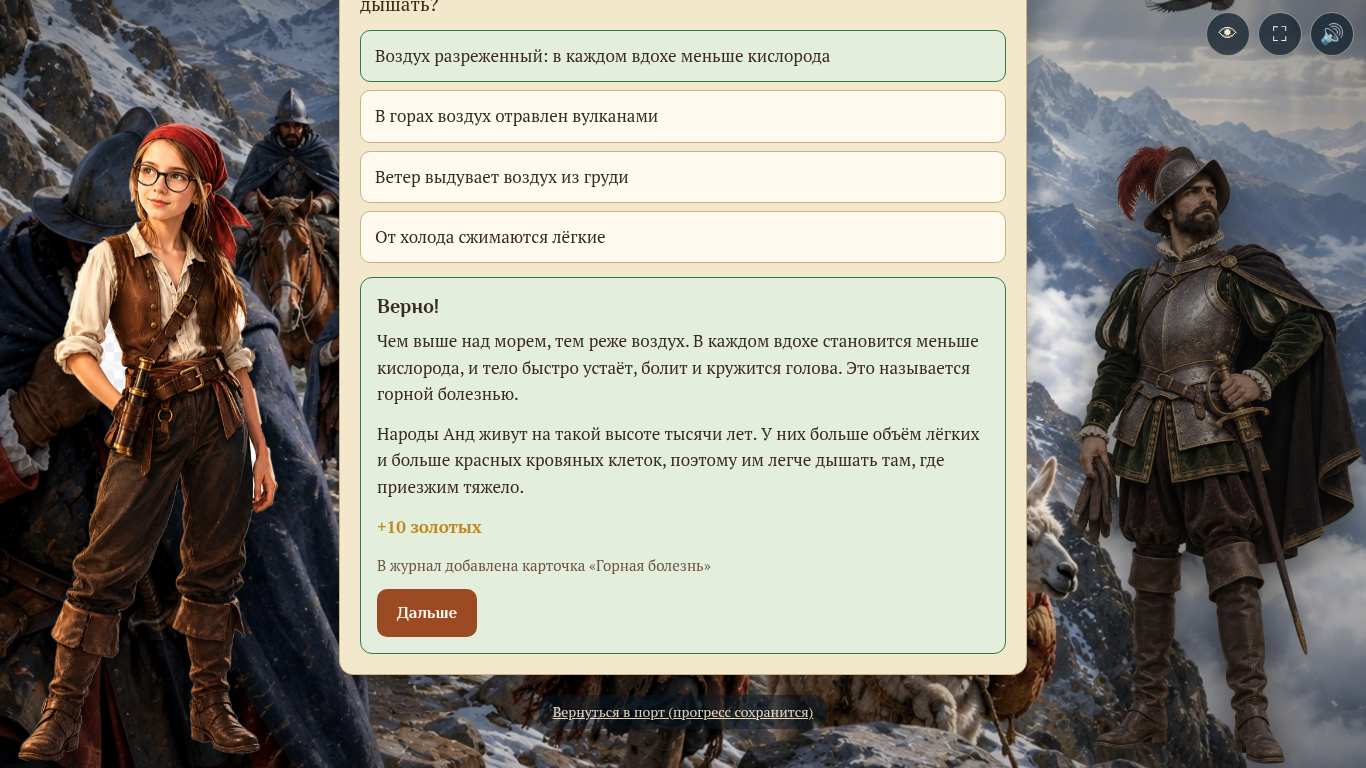 дышать?
Воздух разреженный: в каждом вдохе меньше кислорода
В горах воздух отравлен вулканами
Ветер выдувает воздух из груди
От холода сжимаются лёгкие
Верно!
Чем выше над морем, тем реже воздух. В каждом вдохе становится меньше
кислорода, и тело быстро устаёт, болит и кружится голова. Это называется
горной болезнью.
Народы Анд живут на такой высоте тысячи лет. У них больше объём лёгких
и больше красных кровяных клеток, поэтому им легче дышать там, где
приезжим тяжело.
+10 золотых
В журнал добавлена карточка «Горная болезнь»
Дальше
Вернуться в порт (прогресс сохранится)